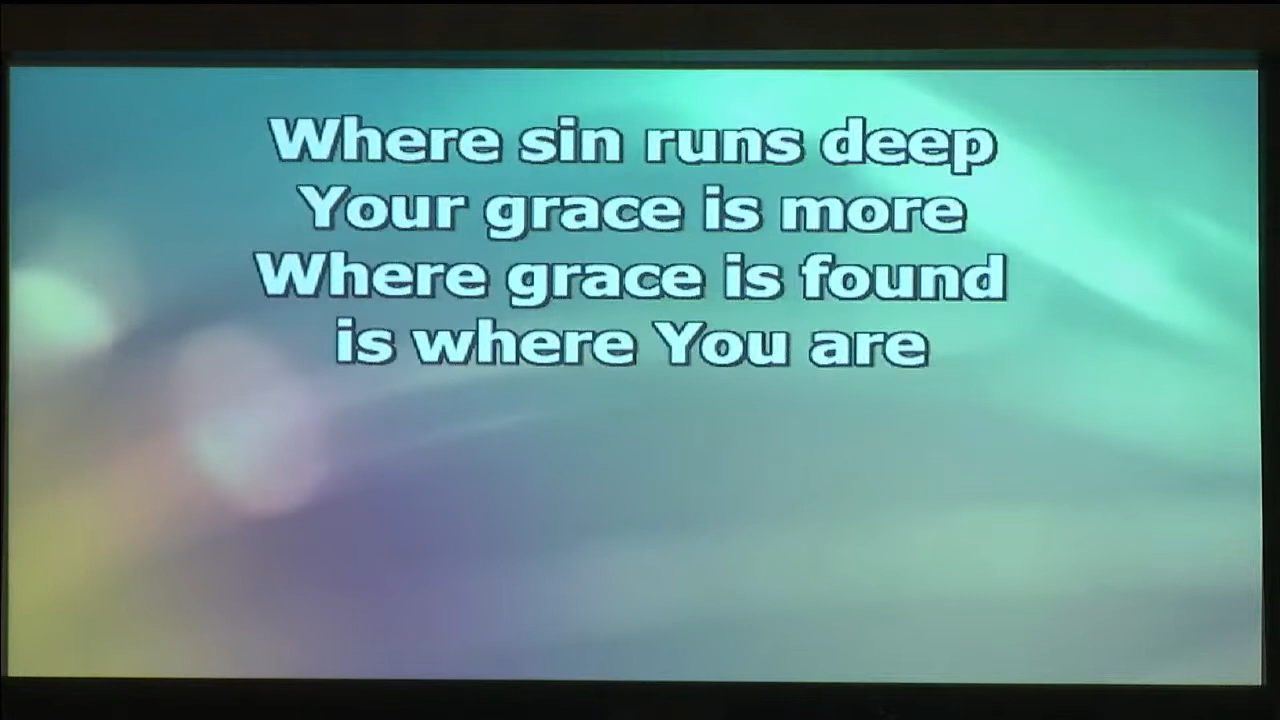 Where sin runs deep
Your grace is more
Where grace is found
is where You are